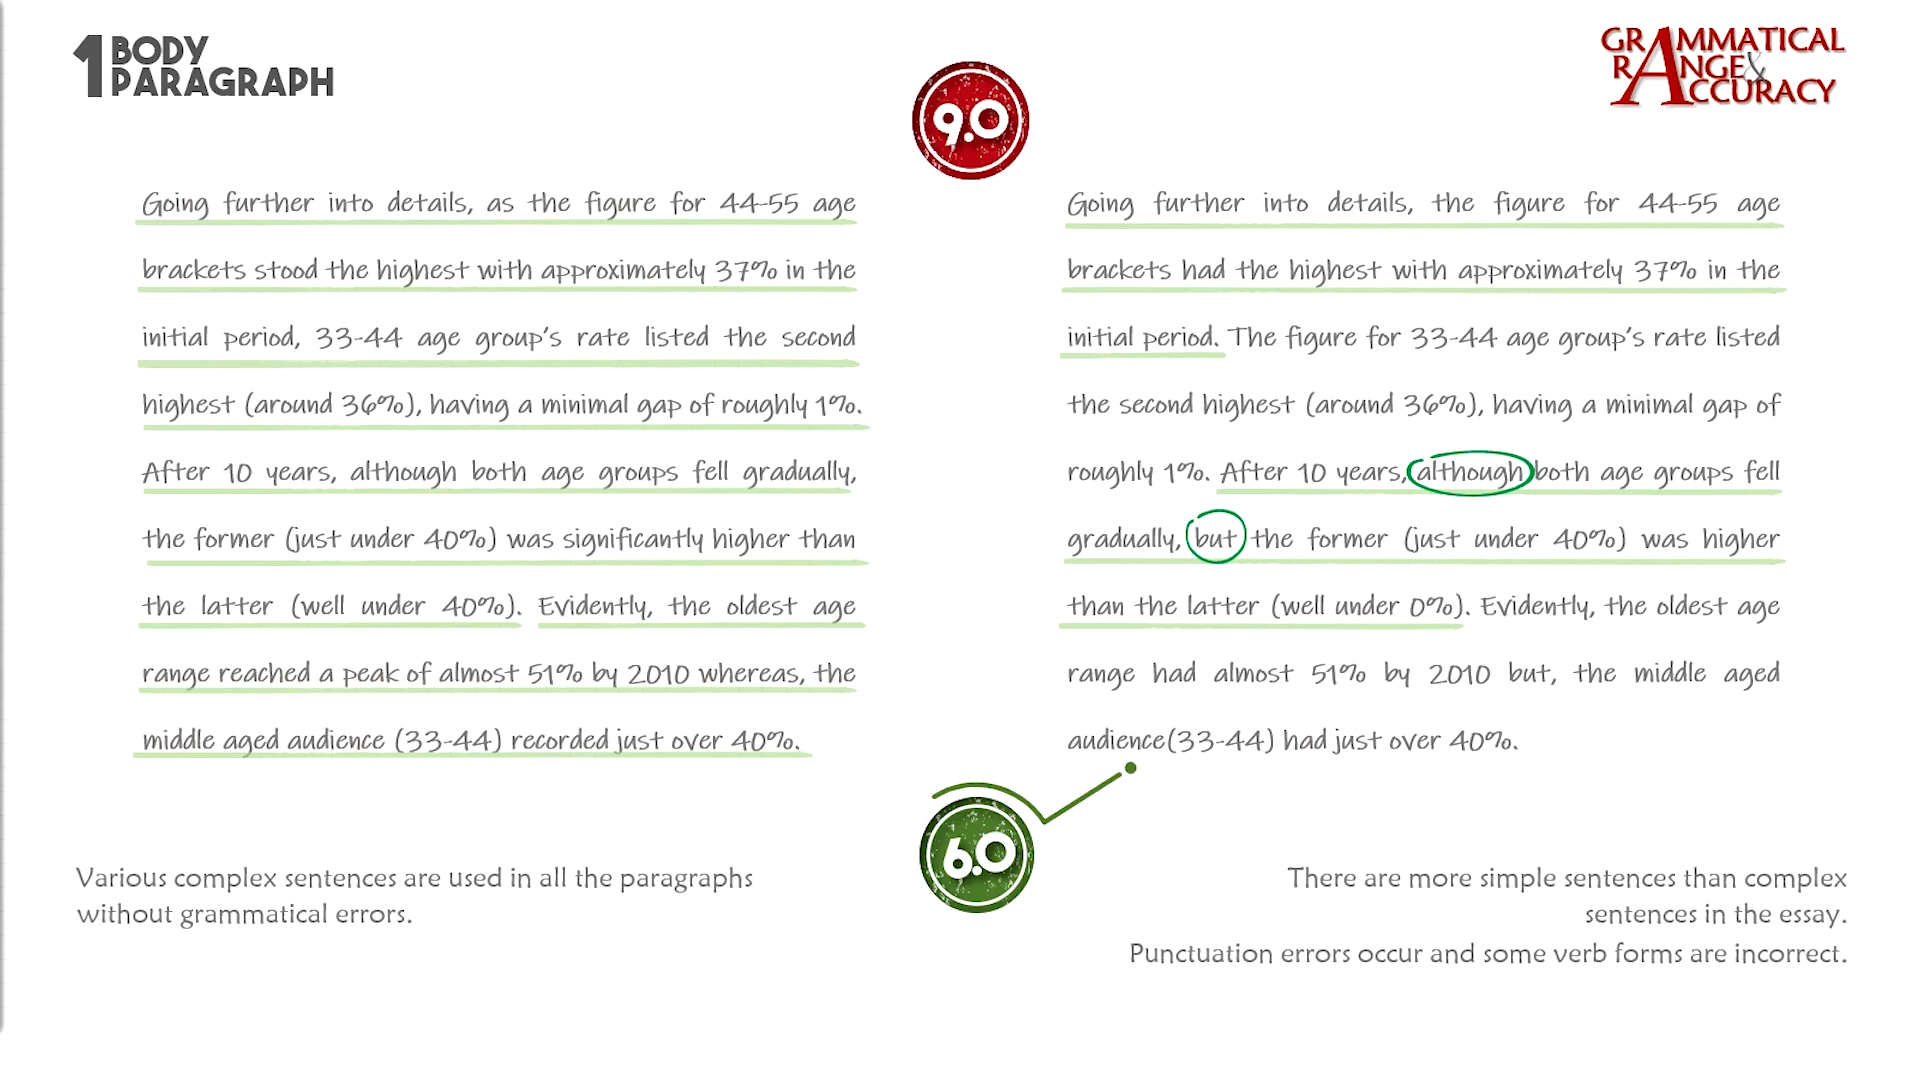 1 BODY
PARAGRAPH
GRAMMATICAL
RANGE &
ACCURACY
9.0
Going further into details, as the figure for 44-55 age
brackets stood the highest with approximately 37% in the
initial period, 33-44 age group's rate listed the second
highest (around 36%), having a minimal gap of roughly 1%.
After 10 years, although both age groups fell gradually,
the former (just under 40%) was significantly higher than
the latter (well under 40%). Evidently, the oldest age
range reached a peak of almost 51% by 2010 whereas, the
middle aged audience (33-44) recorded just over 40%.
Going further into details, the figure for 44-55 age
brackets had the highest with approximately 37% in the
initial period. The figure for 33-44 age group's rate listed
the second highest (around 36%), having a minimal gap of
roughly 1%. After 10 years, although both age groups fell
gradually, but the former (just under 40%) was higher
than the latter (well under 0%). Evidently, the oldest age
range had almost 51% by 2010 but, the middle aged
audience(33-44) had just over 40%.
6.0
Various complex sentences are used in all the paragraphs
without grammatical errors.
There are more simple sentences than complex
sentences in the essay.
Punctuation errors occur and some verb forms are incorrect.